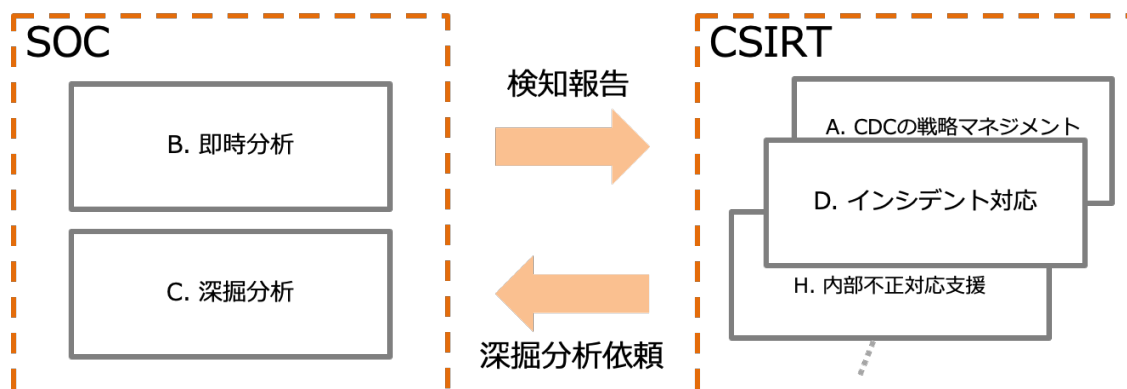 SOC
B. 即時分析
C. 深掘分析
検知報告
深掘分析依頼
CSIRT
A. CDCの戦略マネジメント
D. インシデント対応
H. 内部不正対応支援